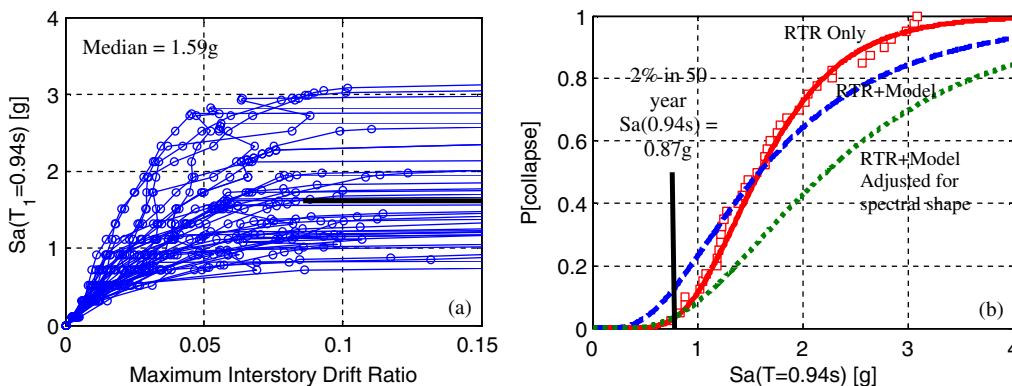 4
3
2
1
0
Sa(T1=0.94s) [g]
Median = 1.59g
(a)
0
0.05
0.1
0.15
Maximum Interstory Drift Ratio
1
0.8
0.6
0.4
0.2
0
P[collapse]
RTR Only
2% in 50
year
Sa(0.94s) =
0.87g
RTR+Model
RTR+Model
Adjusted for
spectral shape
(b)
0
1
2
3
4
Sa(T=0.94s) [g]